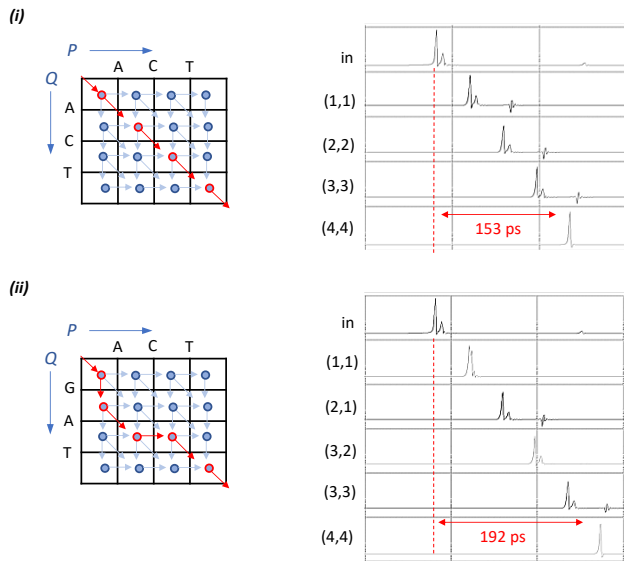 (i)
P
A C T
Q
A
C
T
in
(1,1)
(2,2)
(3,3)
(4,4)
153 ps
(ii)
P
A C T
Q
G
A
T
in
(1,1)
(2,1)
(3,2)
(3,3)
(4,4)
192 ps